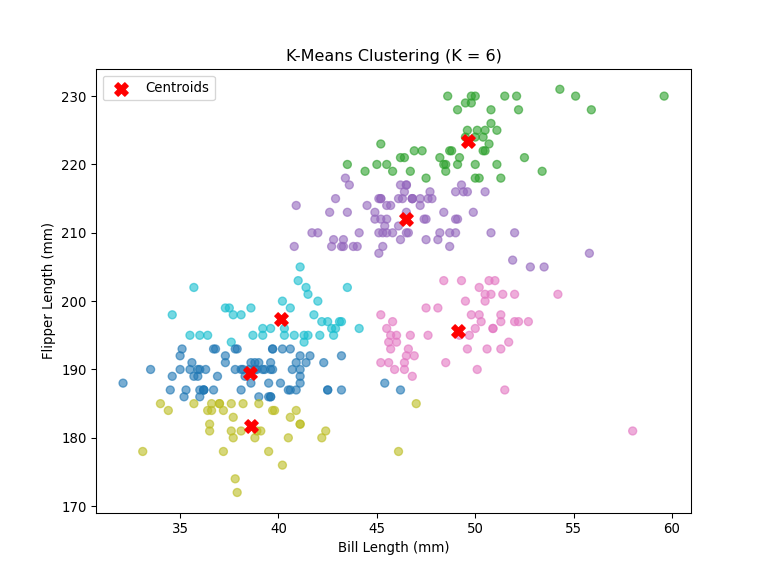 K-Means Clustering (K = 6)
Centroids
Flipper Length (mm)
230
220
210
200
190
180
170
35 40 45 50 55 60
Bill Length (mm)